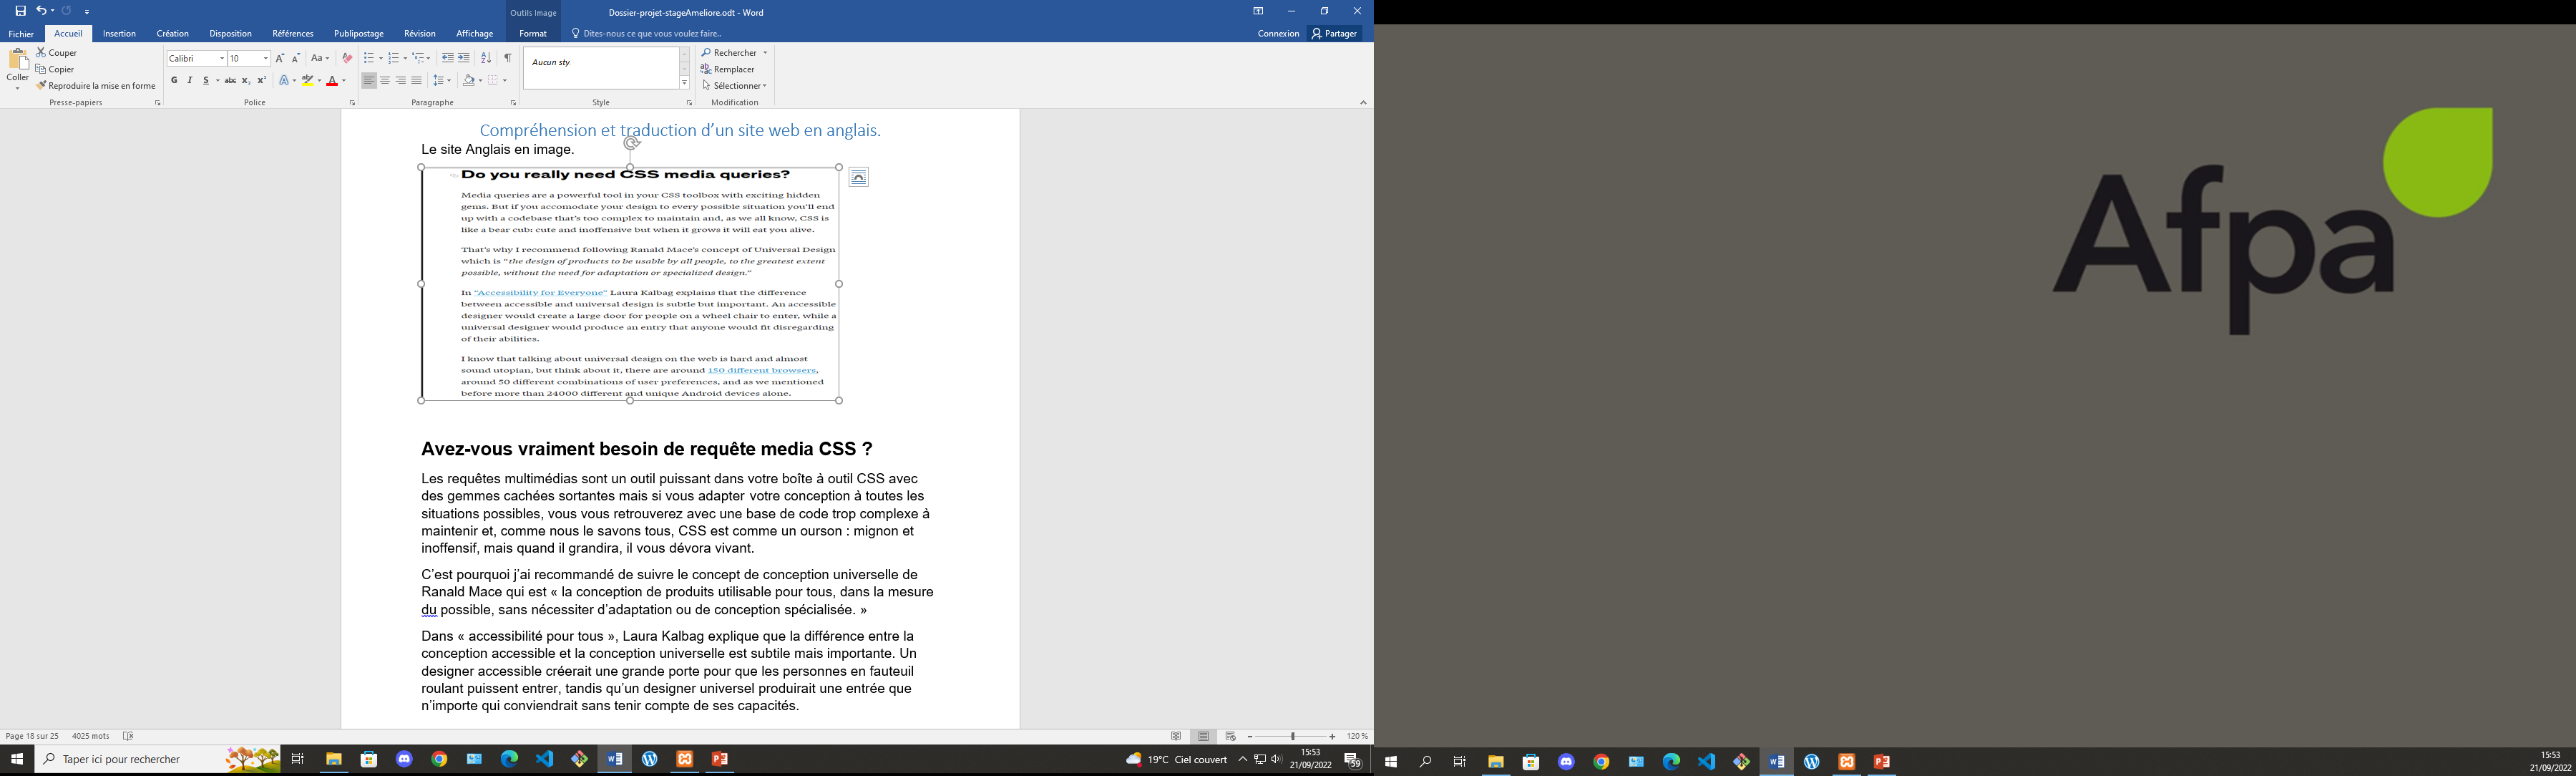 Outils Image
Dossier-projet-stageAmeliore.odt - Word
Fichier Accueil Insertion Création Disposition Références Publipostage Révision Affichage Format Dites-nous ce que vous voulez faire.. Connexion Partager
Coller
Couper
Copier
Reproduire la mise en forme
Calibri 10
Aucun sty
Rechercher
Remplacer
Sélectionner
Presse-papiers Police Paragraphe Style Modification
Compréhension et traduction d’un site web en anglais.
Le site Anglais en image.
Do you really need CSS media queries?
Media queries are a powerful tool in your CSS toolbox with exciting hidden
gems. But if you accomodate your design to every possible situation you’ll end
up with a codebase that’s too complex to maintain and, as we all know, CSS is
like a bear cub: cute and inoffensive but when it grows it will eat you alive.
That’s why I recommend following Ranald Mace’s concept of Universal Design
which is “the design of products to be usable by all people, to the greatest extent
possible, without the need for adaptation or specialized design.”
In “Accessibility for Everyone” Laura Kalbag explains that the difference
between accessible and universal design is subtle but important. An accessible
designer would create a large door for people on a wheel chair to enter, while a
universal designer would produce an entry that anyone would fit disregarding
of their abilities.
I know that talking about universal design on the web is hard and almost
sound utopian, but think about it, there are around 150 different browsers,
around 50 different combinations of user preferences, and as we mentioned
before more than 24000 different and unique Android devices alone.
Avez-vous vraiment besoin de requête media CSS ?
Les requêtes multimédias sont un outil puissant dans votre boîte à outil CSS avec
des gemmes cachées sortantes mais si vous adapter votre conception à toutes les
situations possibles, vous vous retrouverez avec une base de code trop complexe à
maintenir et, comme nous le savons tous, CSS est comme un ourson : mignon et
inoffensif, mais quand il grandira, il vous dévora vivant.
C’est pourquoi j’ai recommandé de suivre le concept de conception universelle de
Ranald Mace qui est « la conception de produits utilisable pour tous, dans la mesure
du possible, sans nécessiter d’adaptation ou de conception spécialisée. »
Dans « accessibilité pour tous », Laura Kalbag explique que la différence entre la
conception accessible et la conception universelle est subtile mais importante. Un
designer accessible créerait une grande porte pour que les personnes en fauteuil
roulant puissent entrer, tandis qu’un designer universel produirait une entrée que
n’importe qui conviendrait sans tenir compte de ses capacités.
Page 18 sur 25 4025 mots
120 %
Taper ici pour rechercher
19°C Ciel couvert
15:53
21/09/2022
59
Afpa
15:53
21/09/2022